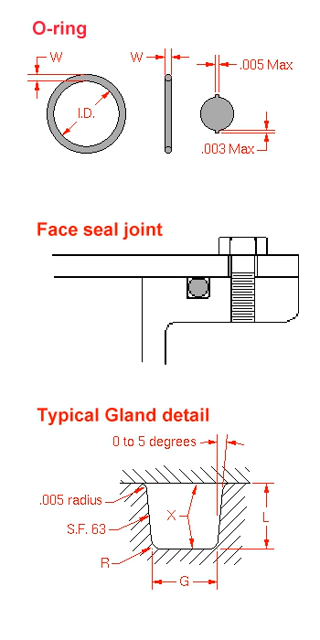 O-ring
W
W
.005 Max
I.D.
.003 Max
Face seal joint
Typical Gland detail
0 to 5 degrees
.005 radius
X
L
S.F. 63
R
G